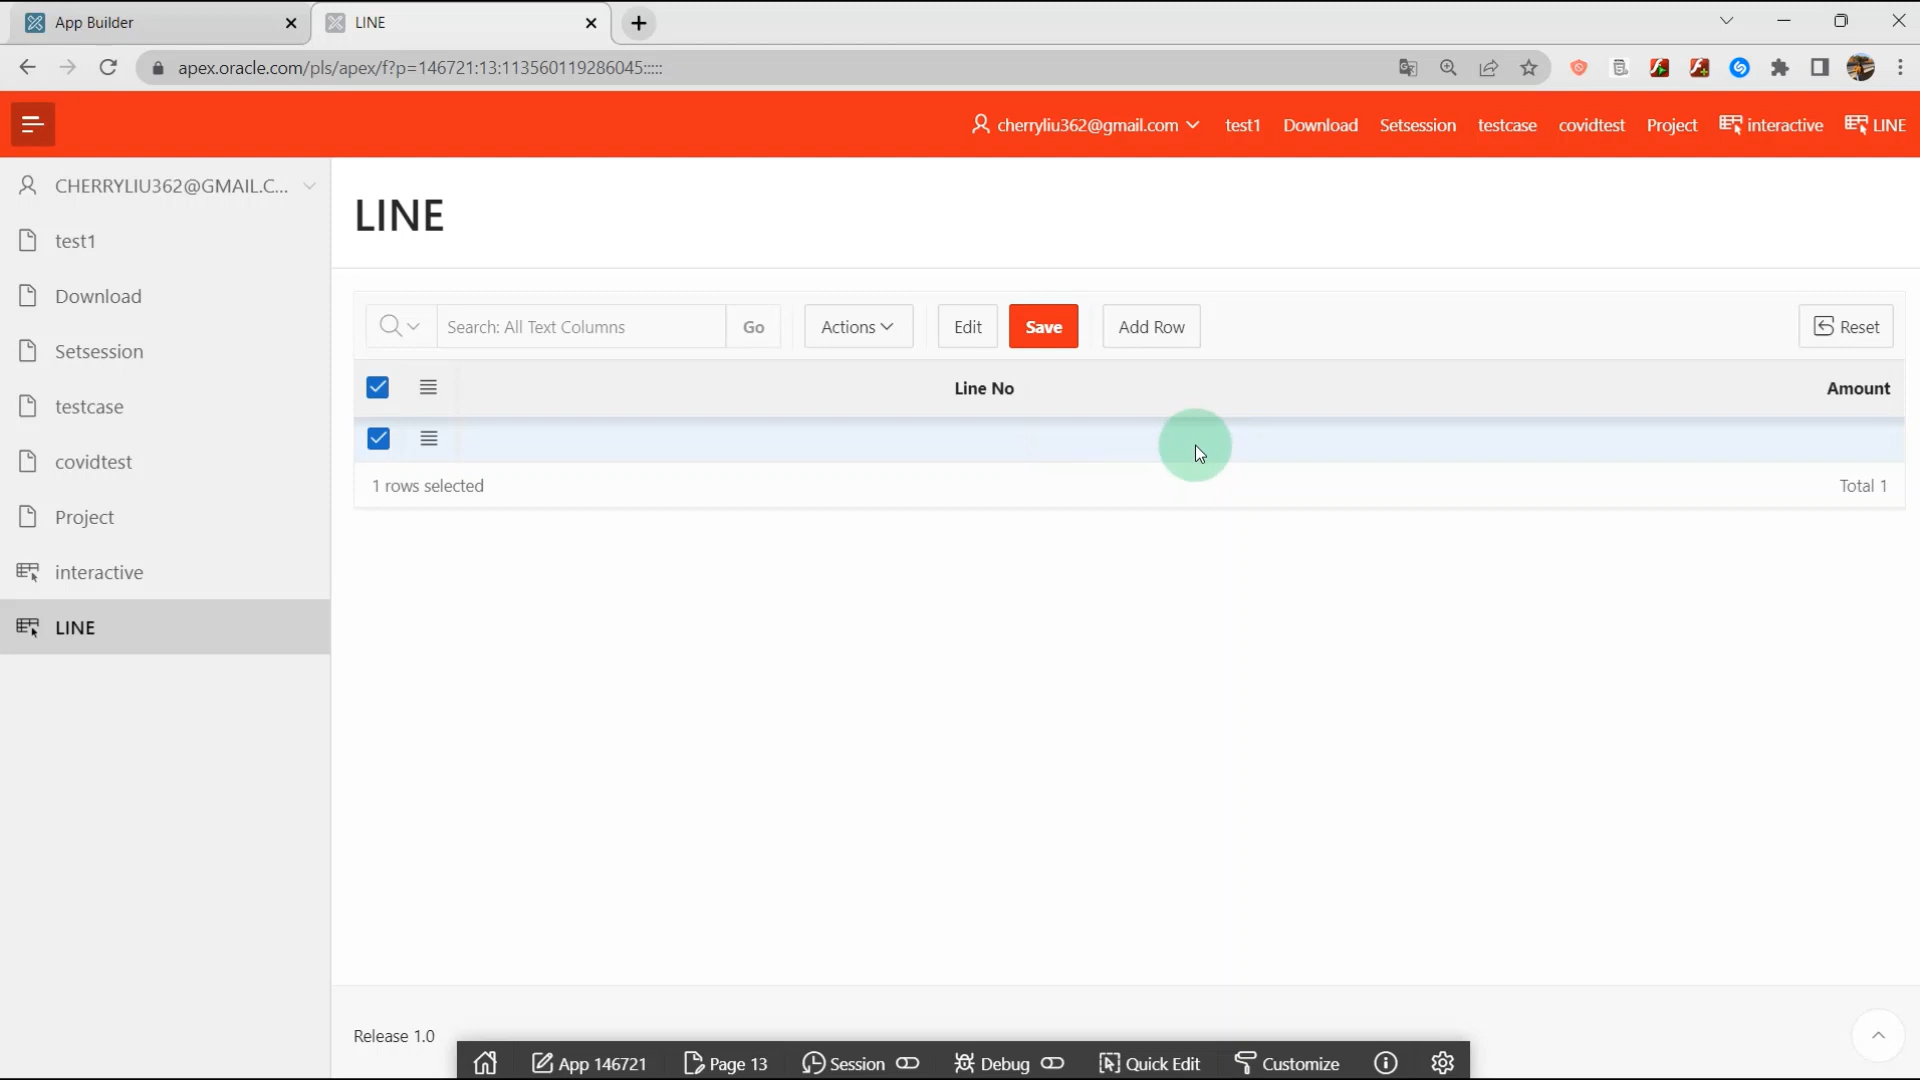 App Builder
LINE
apex.oracle.com/pls/apex/f?p=146721:13:113560119286045:::::
cherryliu362@gmail.com test1 Download Setsession testcase covidtest Project interactive LINE
CHERRYLIU362@GMAIL.C...
test1
Download
Setsession
testcase
covidtest
Project
interactive
LINE
LINE
Search: All Text Columns Go Actions Edit Save Add Row Reset
Line No Amount
1 rows selected Total 1
Release 1.0
App 146721 Page 13 Session Debug Quick Edit Customize